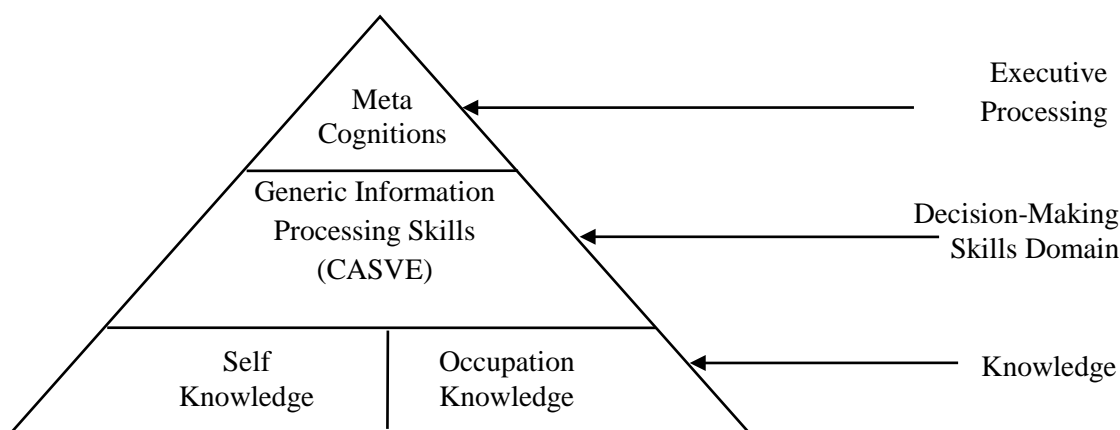 Meta
Cognitions
Executive
Processing
Generic Information
Processing Skills
(CASVE)
Decision-Making
Skills Domain
Self
Knowledge
Occupation
Knowledge
Knowledge